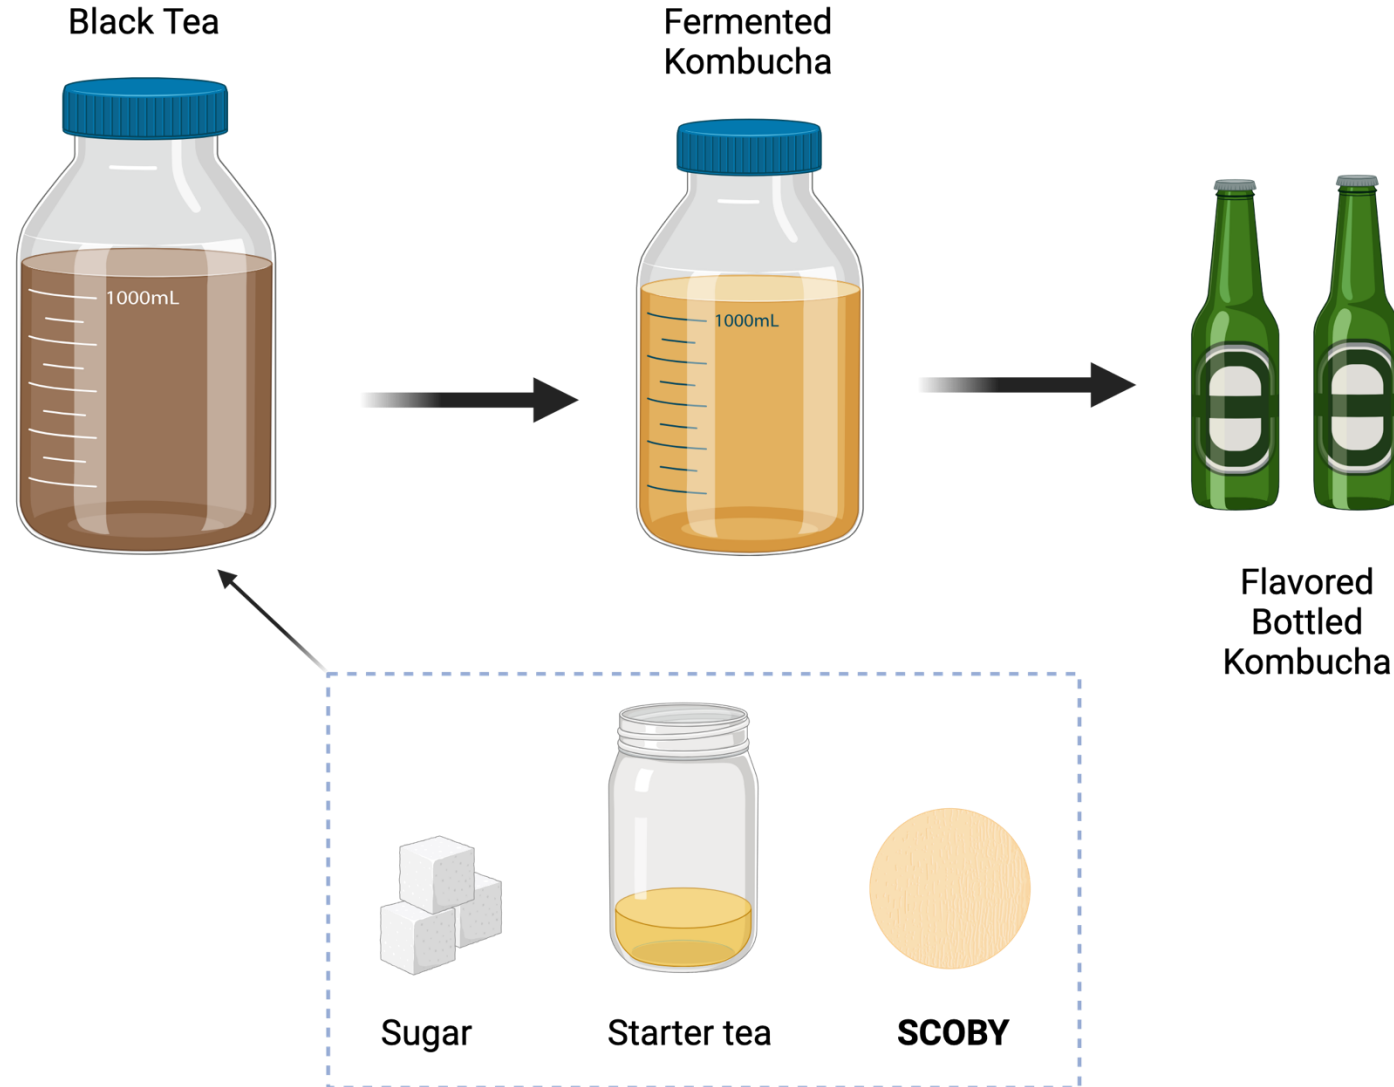 Black Tea
Fermented
Kombucha
1000mL
1000mL
Flavored
Bottled
Kombucha
Sugar
Starter tea
SCOBY